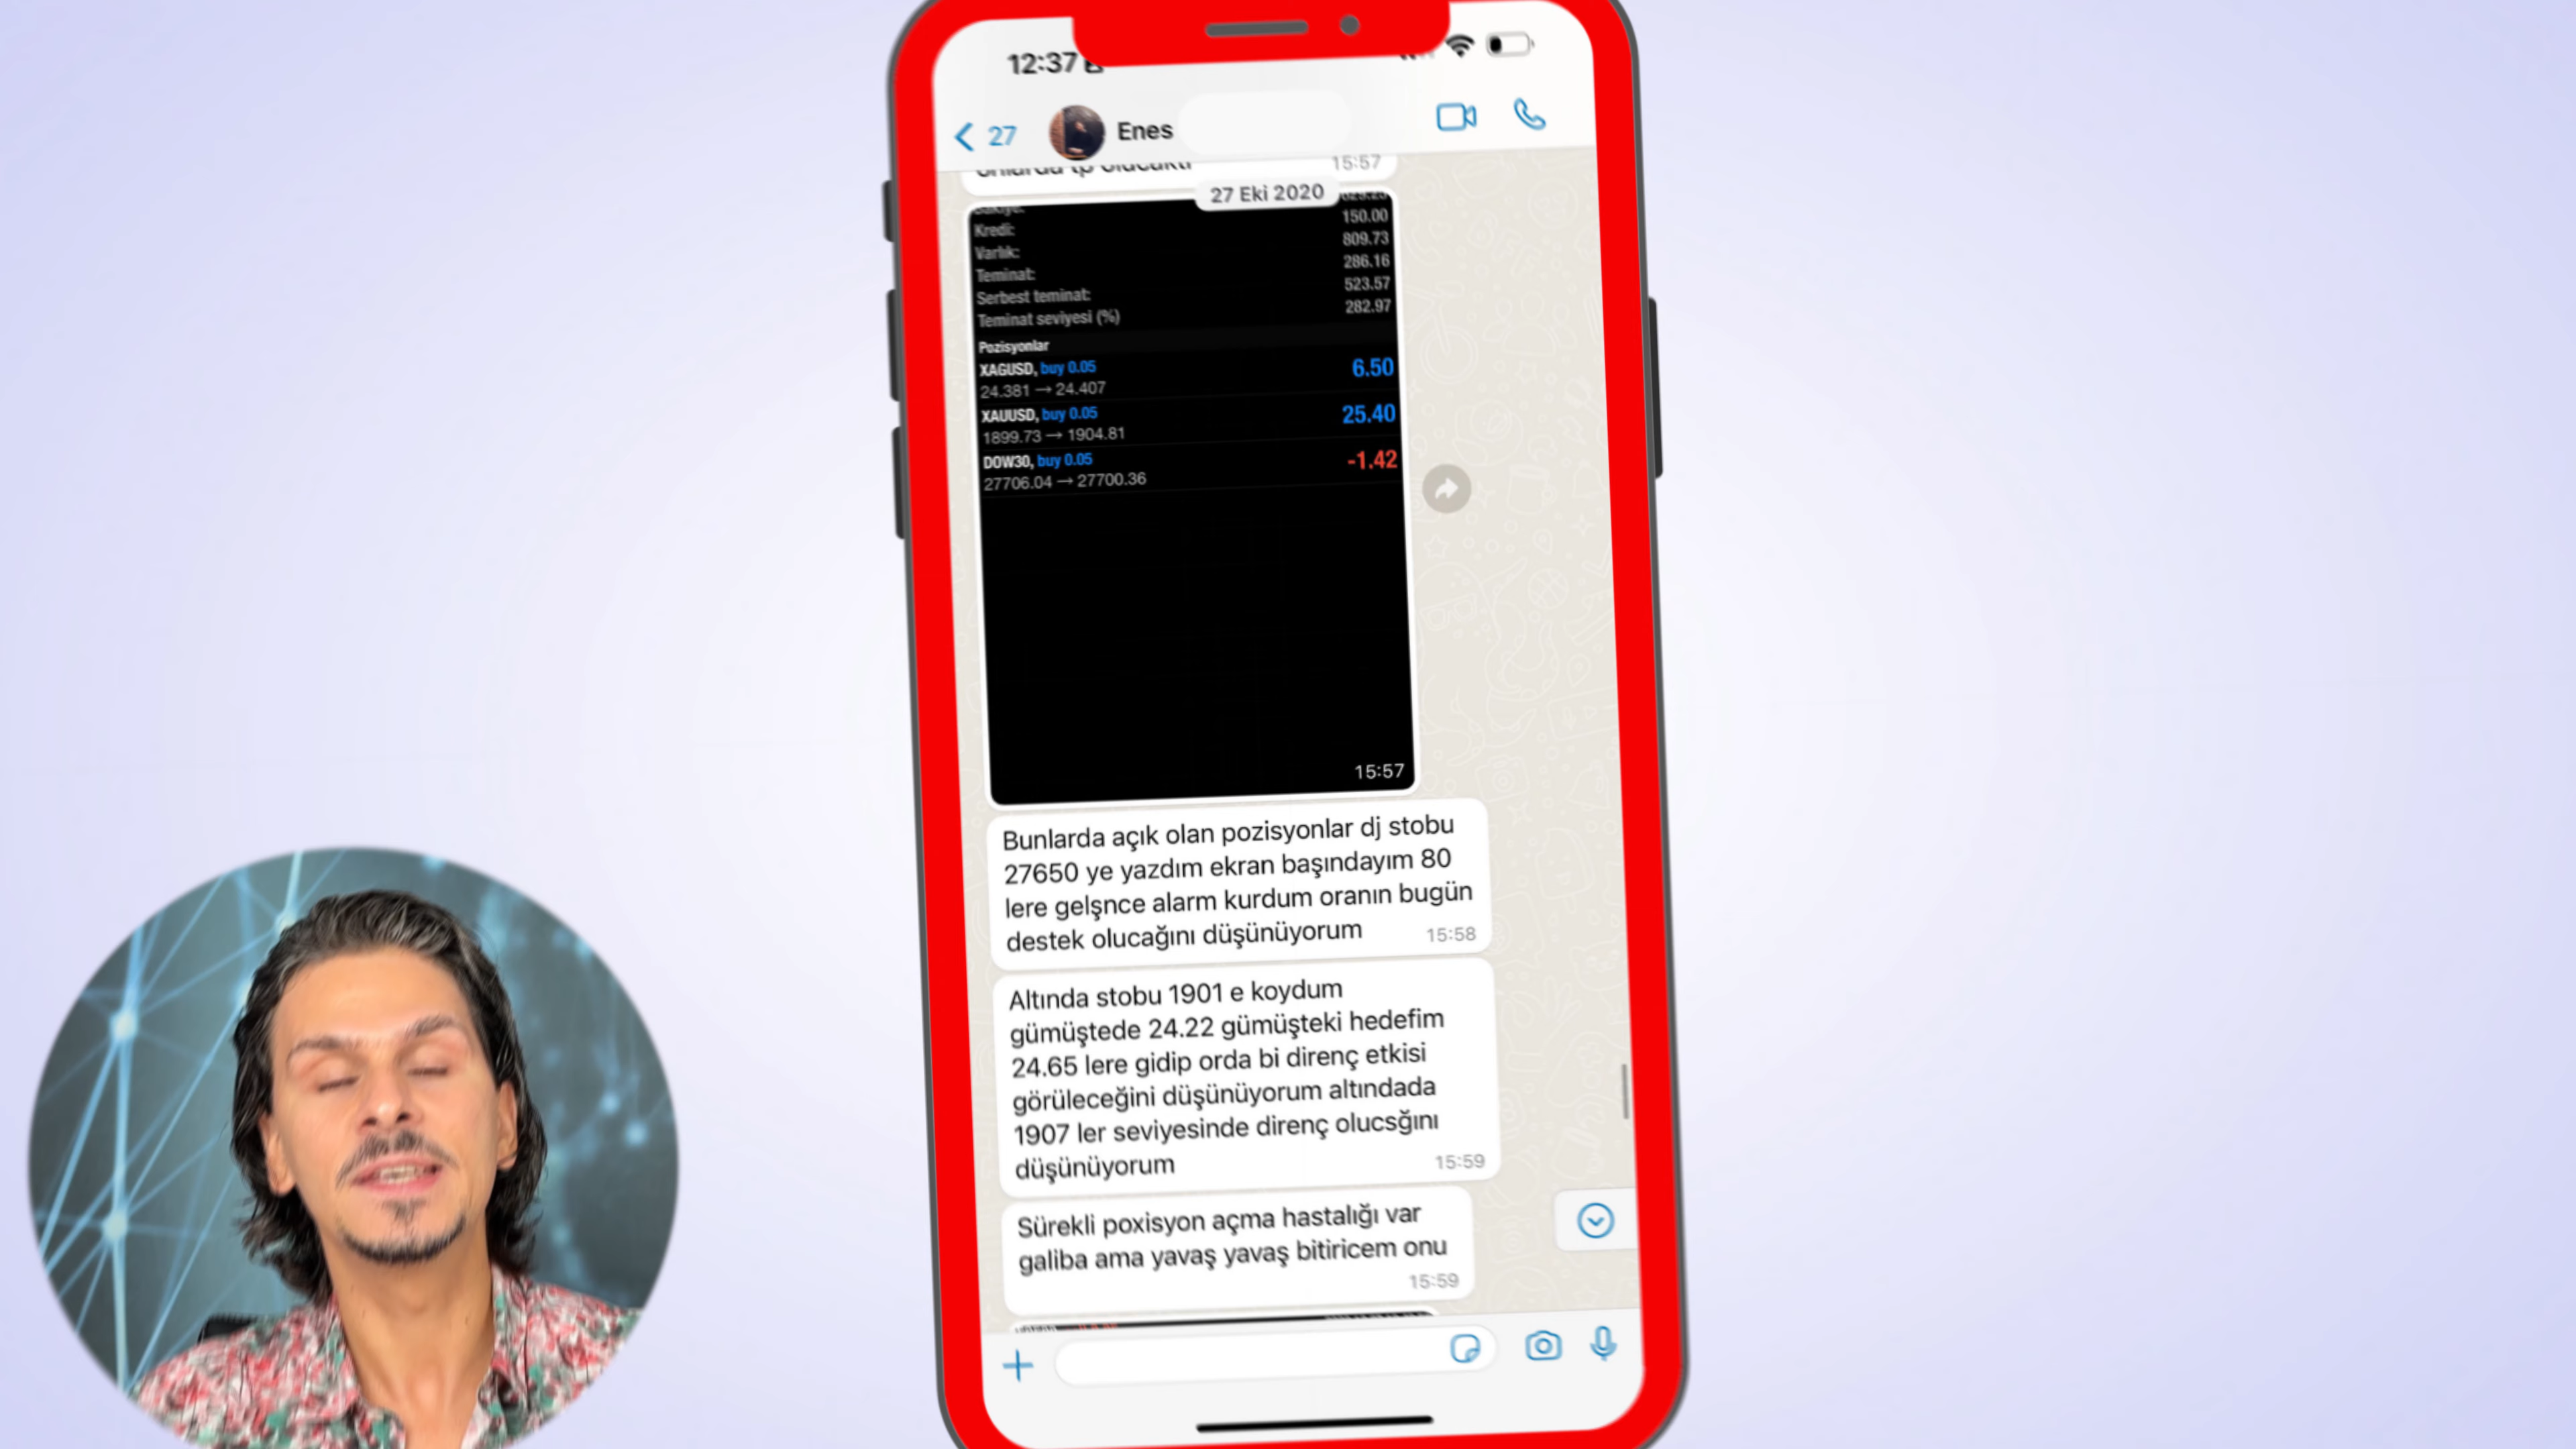 12:37
27
Enes
15:57
27 Eki 2020
150.00
Kredi:
809.73
Varlık:
286.16
Teminat:
523.57
Serbest teminat:
282.97
Teminat seviyesi (%)
Pozisyonlar
XAGUSD, buy 0.05
6.50
24.381 → 24.407
XAUUSD, buy 0.05
25.40
1899.73 → 1904.81
DOW30, buy 0.05
-1.42
27706.04 → 27700.36
15:57
Bunlarda açık olan pozisyonlar dj stobu
27650 ye yazdım ekran başındayım 80
lere gelşnce alarm kurdum oranın bugün
destek olucağını düşünüyorum
15:58
Altında stobu 1901 e koydum
gümüştede 24.22 gümüşteki hedefim
24.65 lere gidip orda bi direnç etkisi
görüleceğini düşünüyorum altındada
1907 ler seviyesinde direnç olucsğını
düşünüyorum
15:59
Sürekli poxisyon açma hastalığı var
galiba ama yavaş yavaş bitiricem onu
15:59